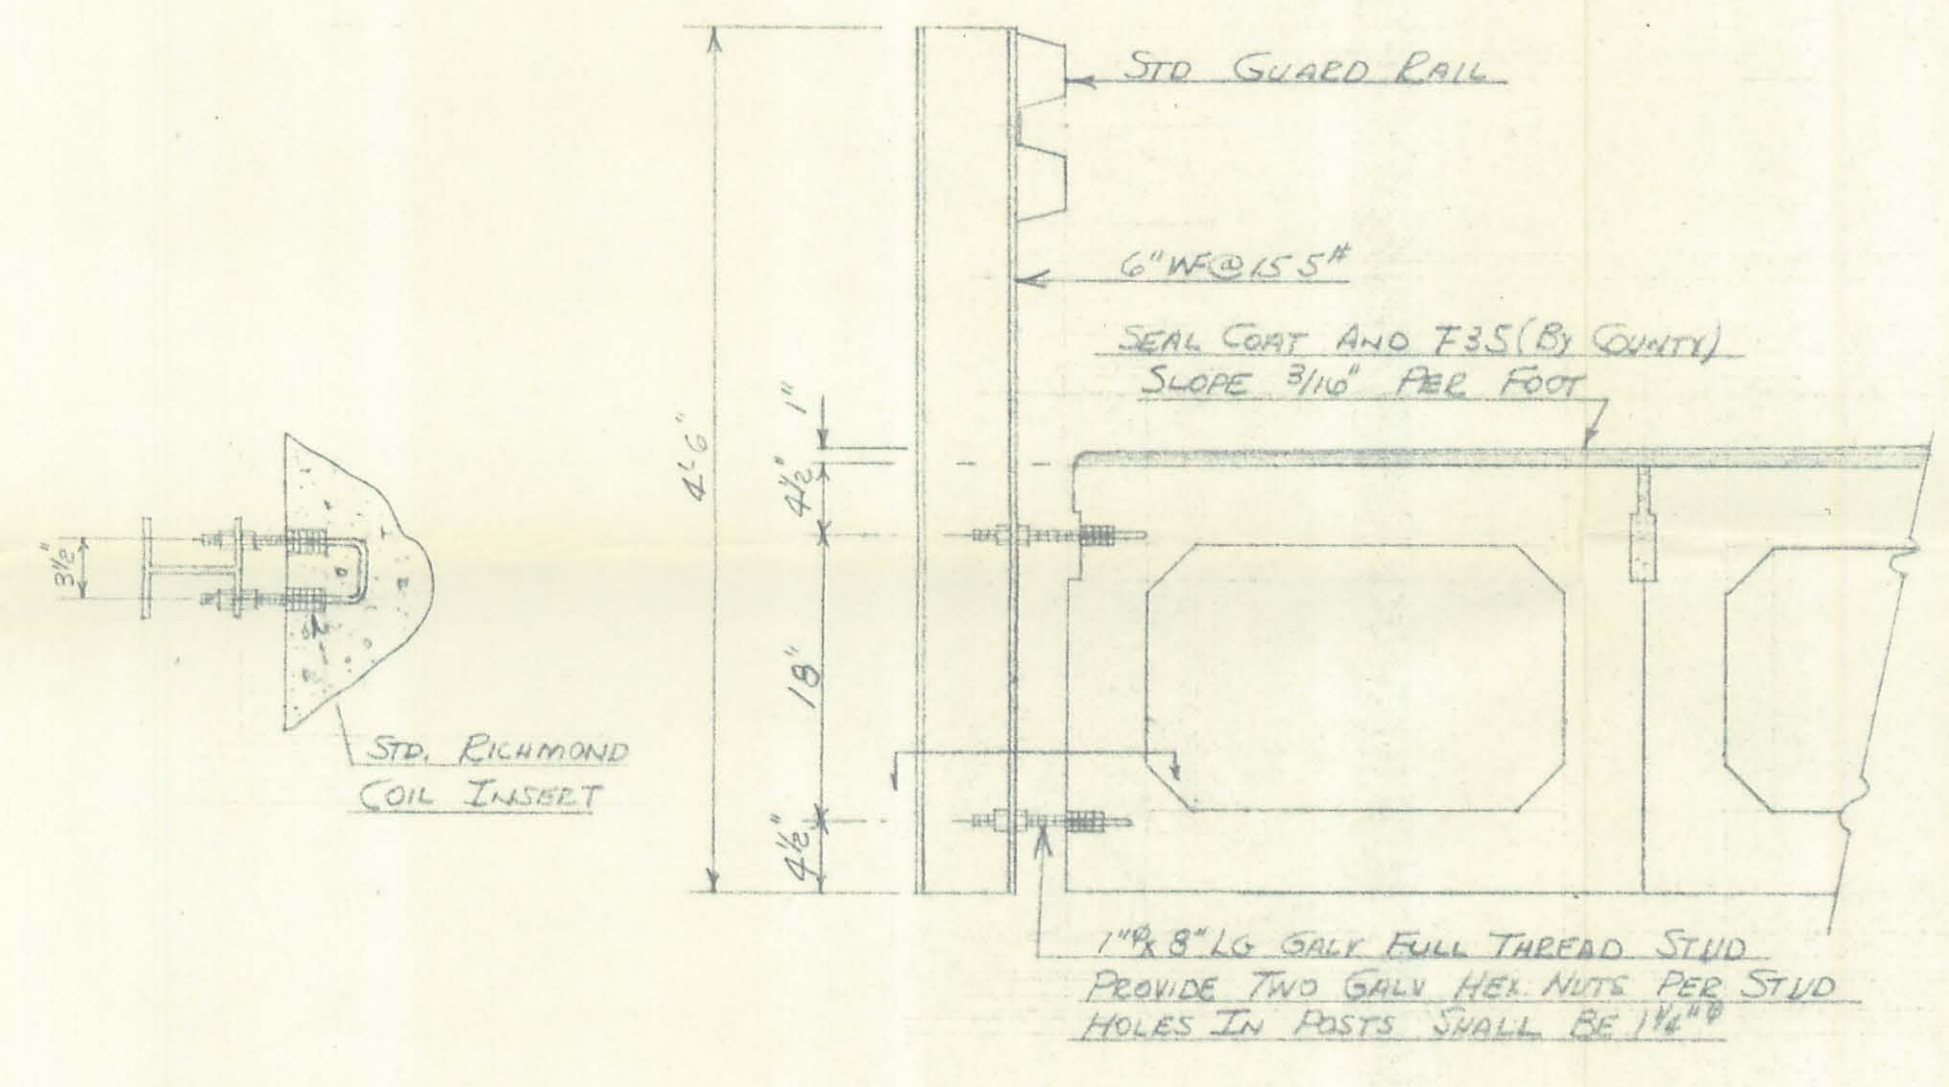 STD GUARD RAIL
6" WF @ 15 5#
SEAL COAT AND F35 (BY COUNTY)
SLOPE 3/16" PER FOOT
1"
4½"
4'-6"
3½"
18"
STD. RICHMOND
COIL INSERT
4½"
1"φ x 8" LG GALV FULL THREAD STUD
PROVIDE TWO GALV HEX. NUTS PER STUD
HOLES IN POSTS SHALL BE 1¼"φ